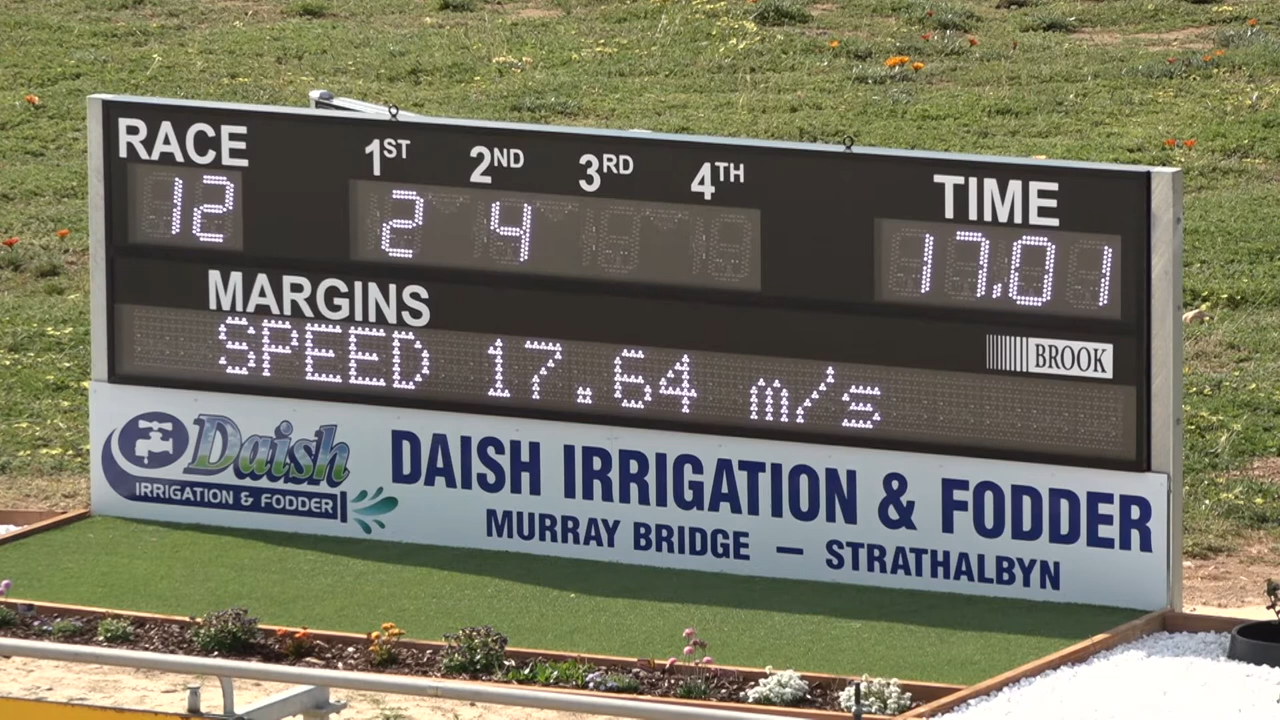 RACE 1ST 2ND 3RD 4TH TIME
12 2 4 17.01
MARGINS
BROOK
SPEED 17.64 m/s
Daish
IRRIGATION & FODDER
DAISH IRRIGATION & FODDER
MURRAY BRIDGE – STRATHALBYN